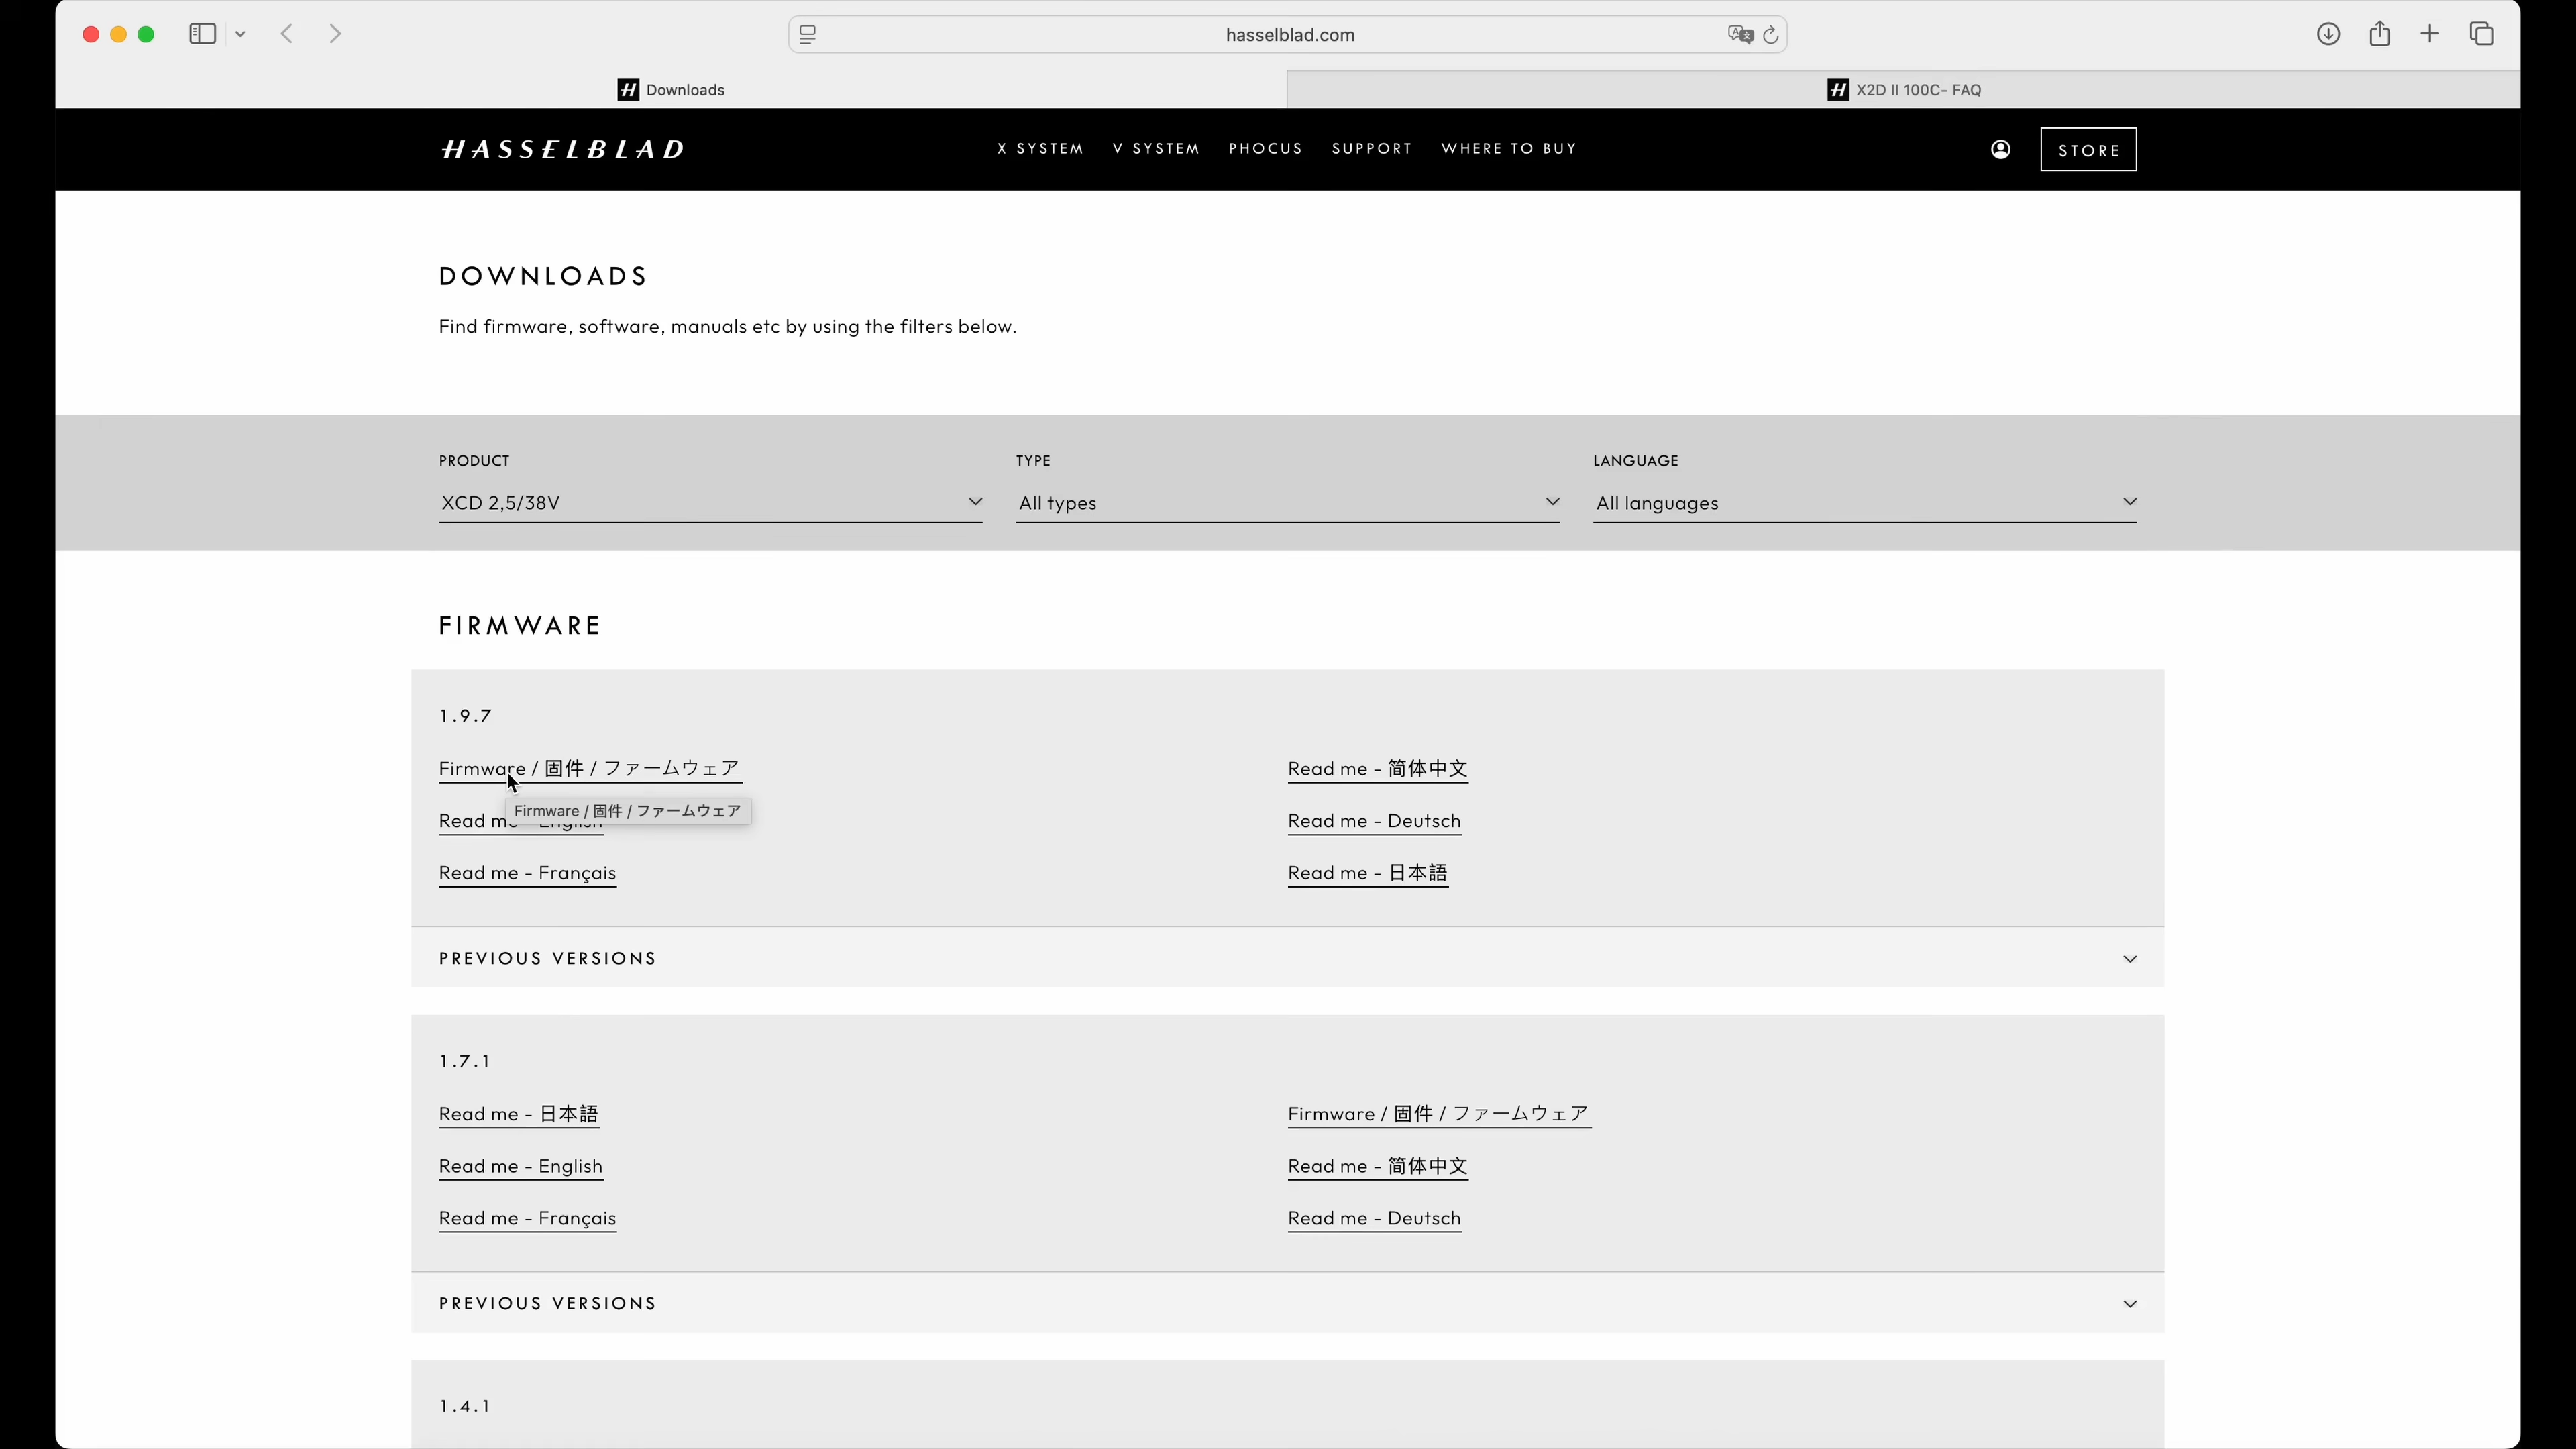 hasselblad.com
Downloads
X2D II 100C- FAQ
HASSELBLAD
X SYSTEM V SYSTEM PHOCUS SUPPORT WHERE TO BUY
STORE
DOWNLOADS
Find firmware, software, manuals etc by using the filters below.
PRODUCT
XCD 2,5/38V
TYPE
All types
LANGUAGE
All languages
FIRMWARE
1.9.7
Firmware / 固件 / ファームウェア
Read me - 简体中文
Firmware / 固件 / ファームウェア
Read me - English
Read me - Deutsch
Read me - Français
Read me - 日本語
PREVIOUS VERSIONS
1.7.1
Read me - 日本語
Firmware / 固件 / ファームウェア
Read me - English
Read me - 简体中文
Read me - Français
Read me - Deutsch
PREVIOUS VERSIONS
1.4.1